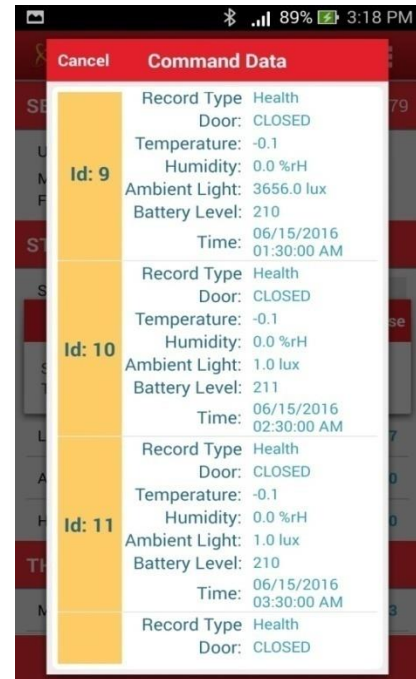 89% 3:18 PM
Cancel Command Data
SE 79
Id: 9
Record Type Health
Door: CLOSED
Temperature: -0.1
Humidity: 0.0 %rH
Ambient Light: 3656.0 lux
Battery Level: 210
Time: 06/15/2016
01:30:00 AM
Id: 10
Record Type Health
Door: CLOSED
Temperature: -0.1
Humidity: 0.0 %rH
Ambient Light: 1.0 lux
Battery Level: 211
Time: 06/15/2016
02:30:00 AM
Id: 11
Record Type Health
Door: CLOSED
Temperature: -0.1
Humidity: 0.0 %rH
Ambient Light: 1.0 lux
Battery Level: 210
Time: 06/15/2016
03:30:00 AM
Record Type Health
Door: CLOSED